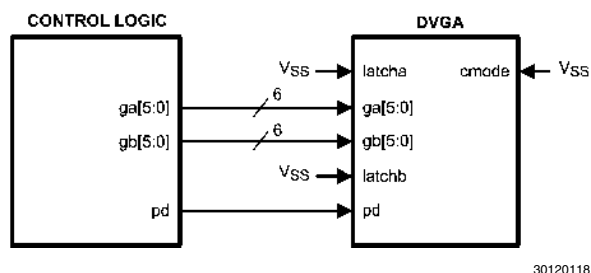 CONTROL LOGIC
DVGA
VSS
latcha
cmode
VSS
ga[5:0]
6
ga[5:0]
gb[5:0]
6
gb[5:0]
VSS
latchb
pd
pd
30120118